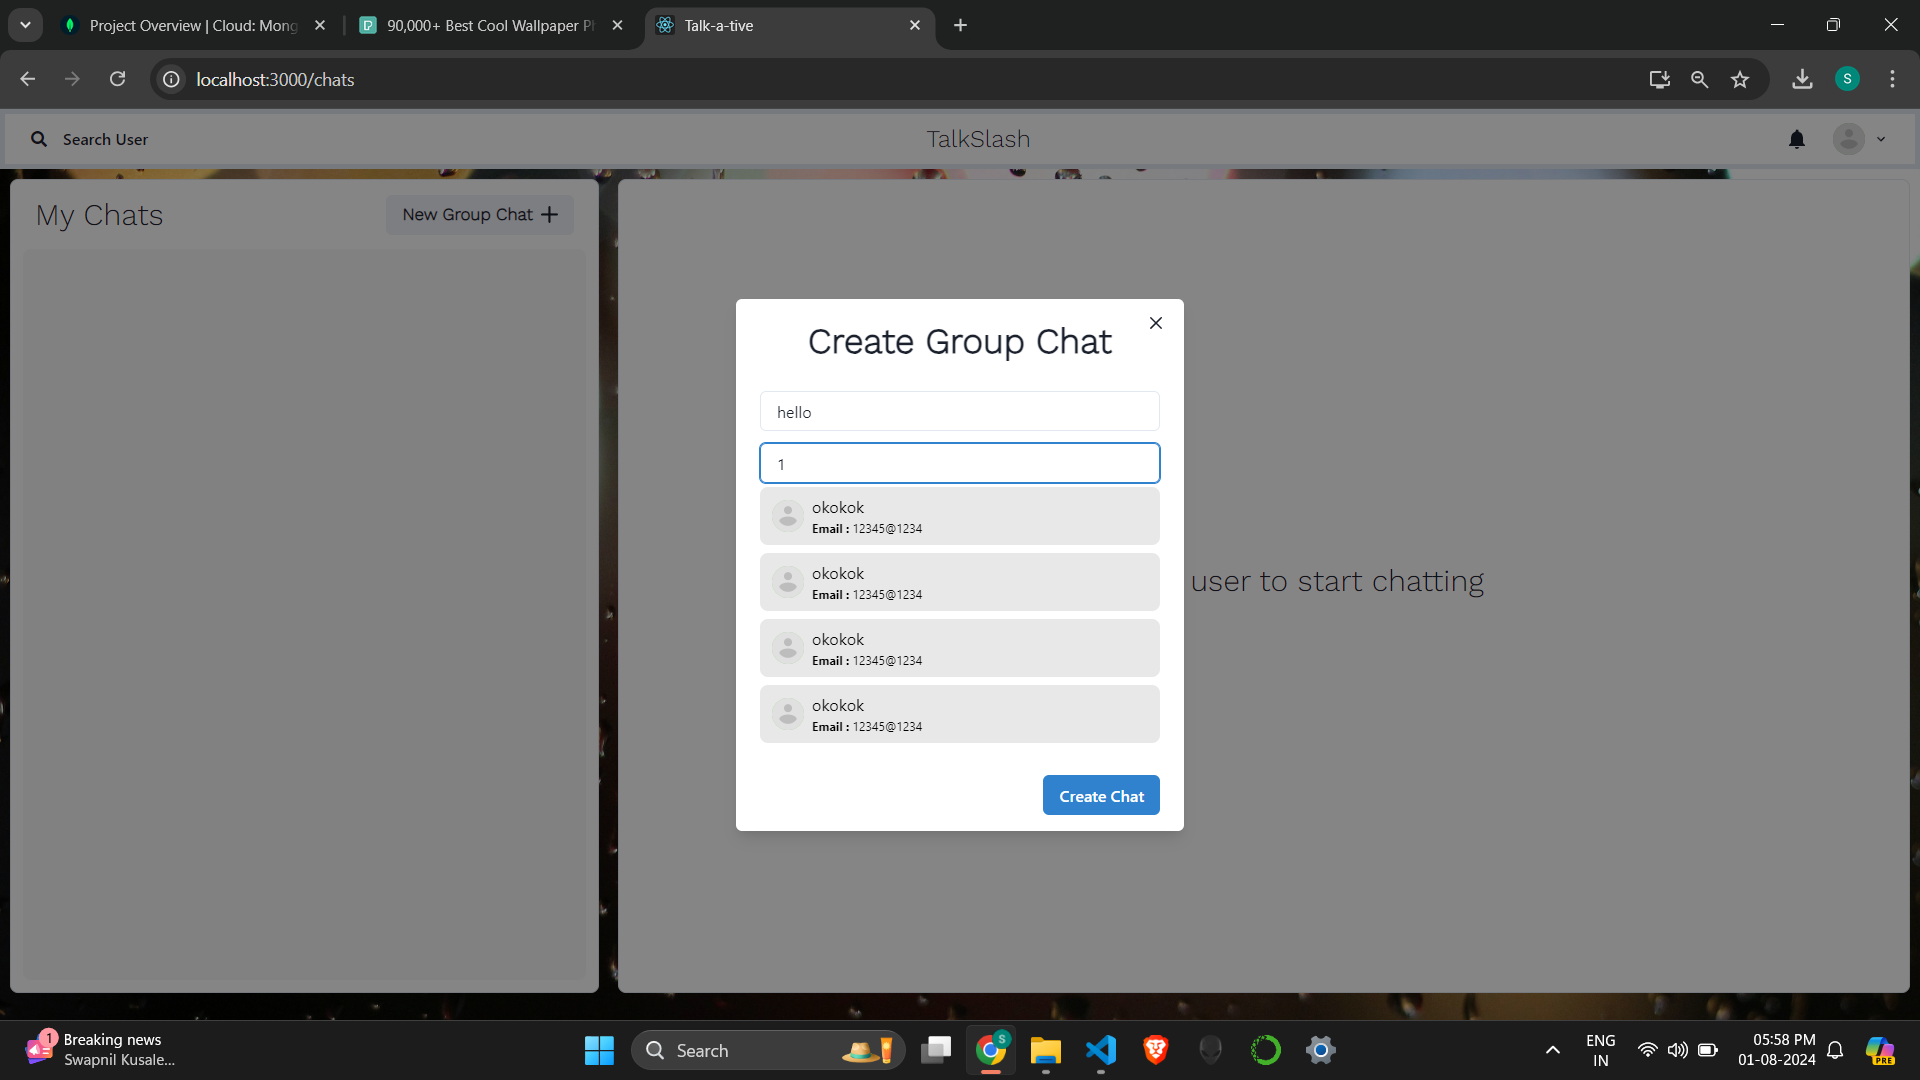 Project Overview | Cloud: Mong
90,000+ Best Cool Wallpaper Ph
Talk-a-tive
localhost:3000/chats
S
Search User
TalkSlash
My Chats
New Group Chat
user to start chatting
Create Group Chat
hello
1
okokok
Email : 12345@1234
okokok
Email : 12345@1234
okokok
Email : 12345@1234
okokok
Email : 12345@1234
Create Chat
1
Breaking news
Swapnil Kusale...
Search
S
ENG
IN
05:58 PM
01-08-2024
PRE